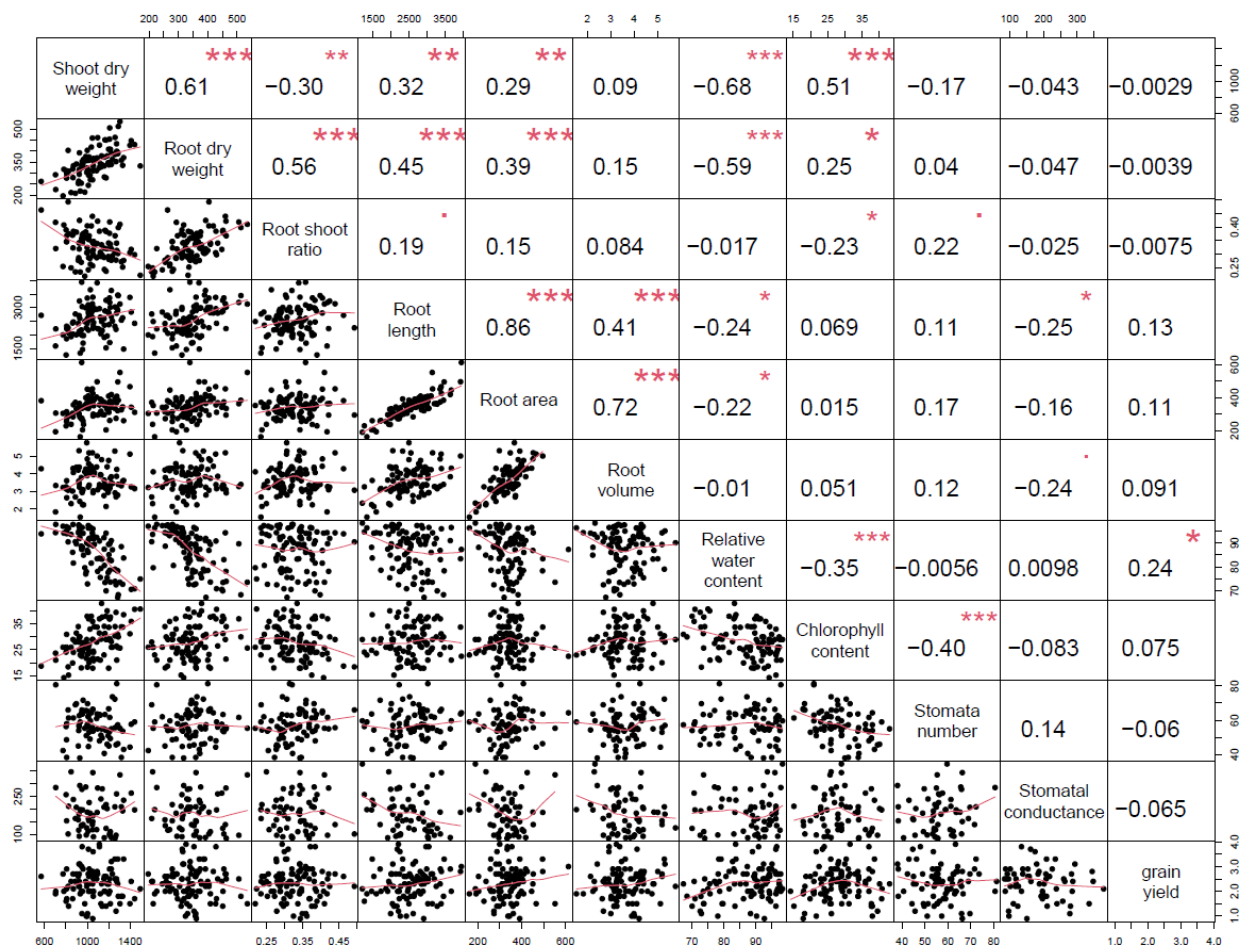 200 300 400 500
1500 2500 3500
2 3 4 5
15 25 35
100 200 300
Shoot dry
weight
***
0.61
**
−0.30
**
0.32
**
0.29
0.09
***
−0.68
***
0.51
−0.17
−0.043
−0.0029
600 1000
200 350 500
Root dry
weight
***
0.56
***
0.45
***
0.39
0.15
***
−0.59
*
0.25
0.04
−0.047
−0.0039
Root shoot
ratio
.
0.19
0.15
0.084
−0.017
*
−0.23
.
0.22
−0.025
−0.0075
0.25 0.40
1500 3000
Root
length
***
0.86
***
0.41
*
−0.24
0.069
0.11
*
−0.25
0.13
Root area
***
0.72
*
−0.22
0.015
0.17
−0.16
0.11
200 400 600
2 3 4 5
Root
volume
−0.01
0.051
0.12
.
−0.24
0.091
Relative
water
content
***
−0.35
−0.0056
0.0098
*
0.24
70 80 90
15 25 35
Chlorophyll
content
***
−0.40
−0.083
0.075
Stomata
number
0.14
−0.06
40 60 80
100 250
Stomatal
conductance
−0.065
grain
yield
1.0 2.0 3.0 4.0
600 1000 1400
0.25 0.35 0.45
200 400 600
70 80 90
40 50 60 70 80
1.0 2.0 3.0 4.0